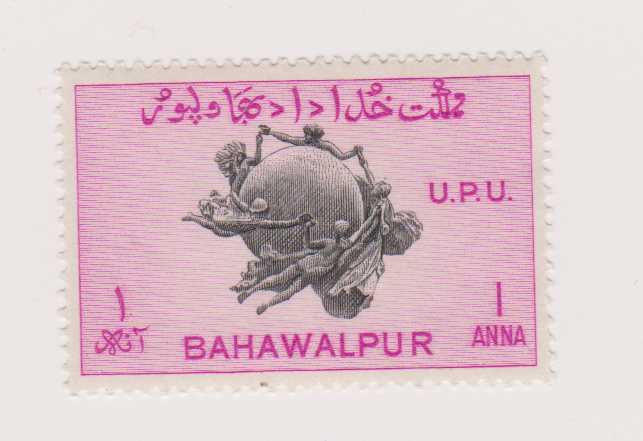 مملکت خداداد بہاولپور
U.P.U.
۱
آنہ
1
ANNA
BAHAWALPUR